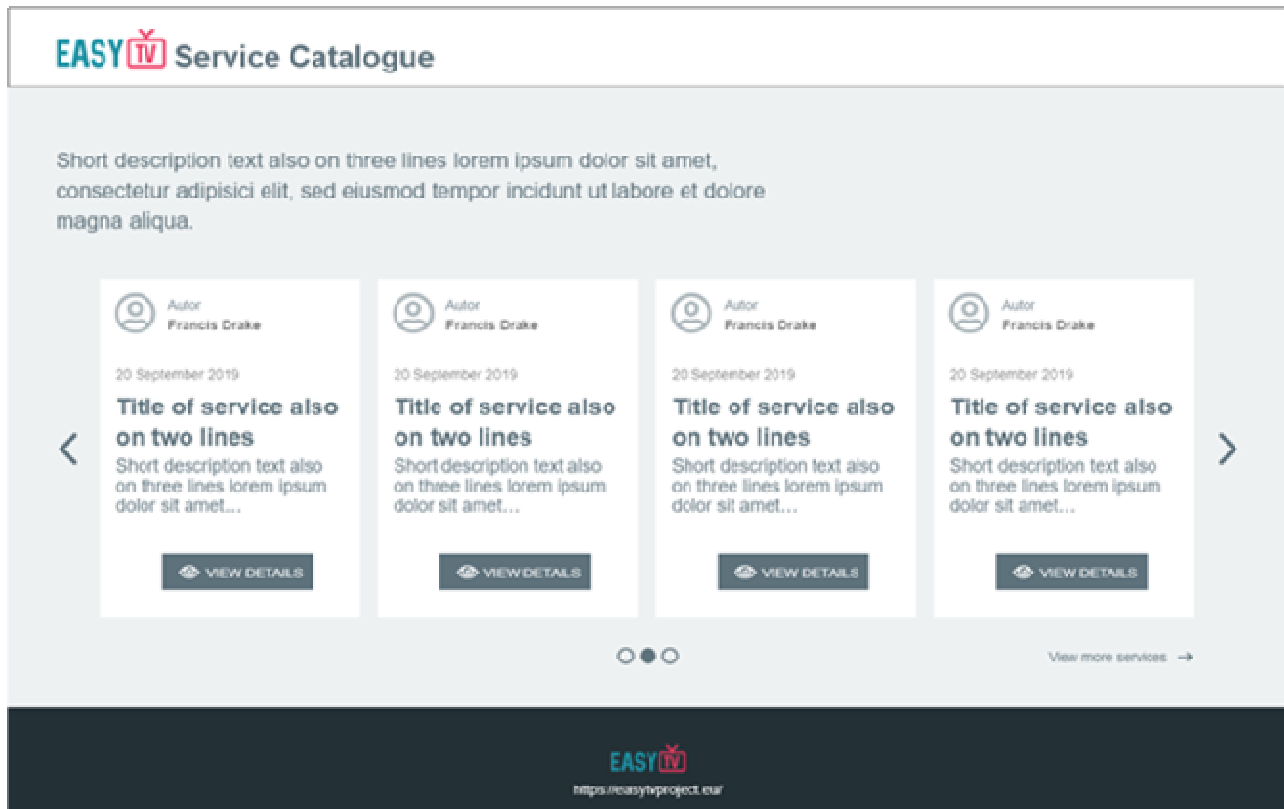 EASY TV Service Catalogue
Short description text also on three lines lorem ipsum dolor sit amet,
consectetur adipisici elit, sed eiusmod tempor incidunt ut labore et dolore
magna aliqua.
Autor
Francis Drake
20 September 2019
Title of service also
on two lines
Short description text also
on three lines lorem ipsum
dolor sit amet...
VIEW DETAILS
Autor
Francis Drake
20 September 2019
Title of service also
on two lines
Short description text also
on three lines lorem ipsum
dolor sit amet...
VIEW DETAILS
Autor
Francis Drake
20 September 2019
Title of service also
on two lines
Short description text also
on three lines lorem ipsum
dolor sit amet...
VIEW DETAILS
Autor
Francis Drake
20 September 2019
Title of service also
on two lines
Short description text also
on three lines lorem ipsum
dolor sit amet...
VIEW DETAILS
View more services →
EASY TV
https://easytvproject.eu/